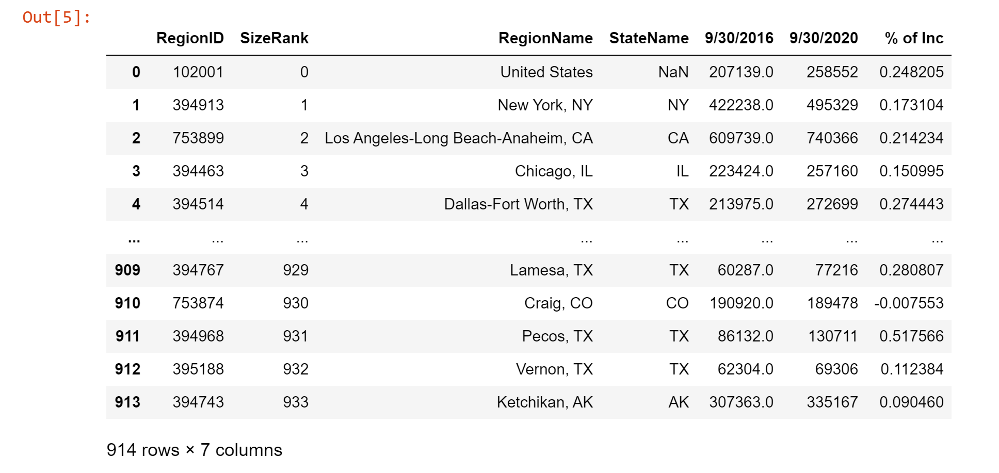 Out[5]:
RegionID SizeRank RegionName StateName 9/30/2016 9/30/2020 % of Inc
0 102001 0 United States NaN 207139.0 258552 0.248205
1 394913 1 New York, NY NY 422238.0 495329 0.173104
2 753899 2 Los Angeles-Long Beach-Anaheim, CA CA 609739.0 740366 0.214234
3 394463 3 Chicago, IL IL 223424.0 257160 0.150995
4 394514 4 Dallas-Fort Worth, TX TX 213975.0 272699 0.274443
... ... ... ... ... ... ... ...
909 394767 929 Lamesa, TX TX 60287.0 77216 0.280807
910 753874 930 Craig, CO CO 190920.0 189478 -0.007553
911 394968 931 Pecos, TX TX 86132.0 130711 0.517566
912 395188 932 Vernon, TX TX 62304.0 69306 0.112384
913 394743 933 Ketchikan, AK AK 307363.0 335167 0.090460
914 rows × 7 columns